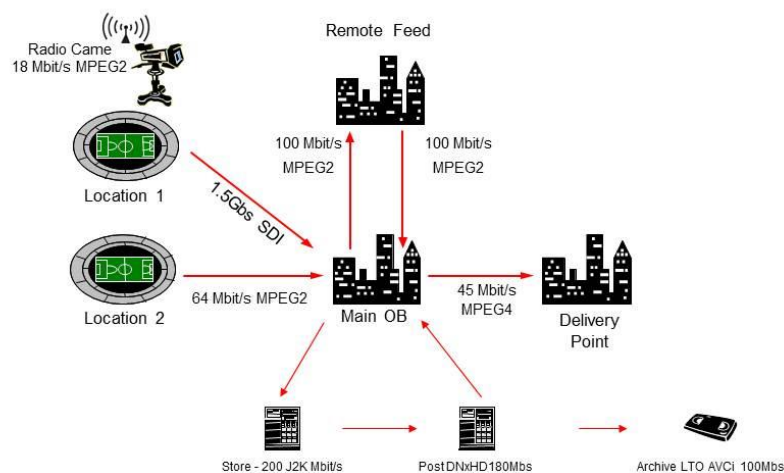 Radio Came
18 Mbit/s MPEG2
Remote Feed
100 Mbit/s
MPEG2
100 Mbit/s
MPEG2
Location 1
1.5Gbs SDI
Location 2
64 Mbit/s MPEG2
Main OB
45 Mbit/s
MPEG4
Delivery
Point
Store - 200 J2K Mbit/s
Post DNxHD180Mbs
Archive LTO AVCi 100Mbs